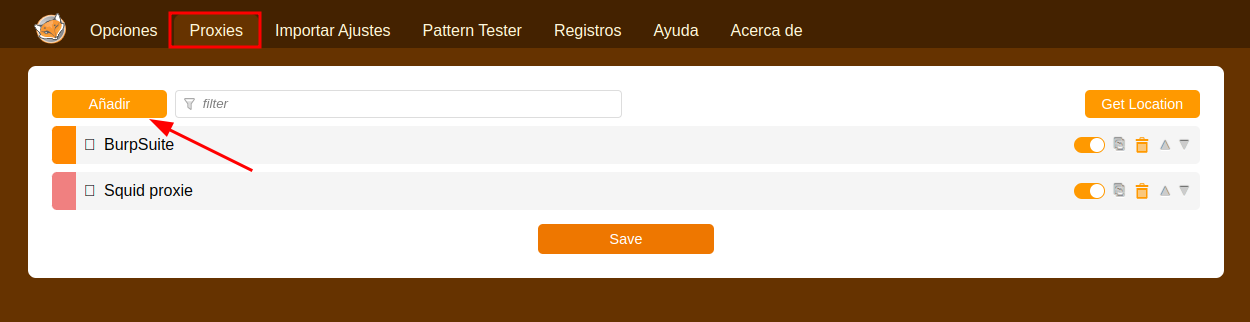 Opciones Proxies Importar Ajustes Pattern Tester Registros Ayuda Acerca de
Añadir filter Get Location
BurpSuite
Squid proxie
Save